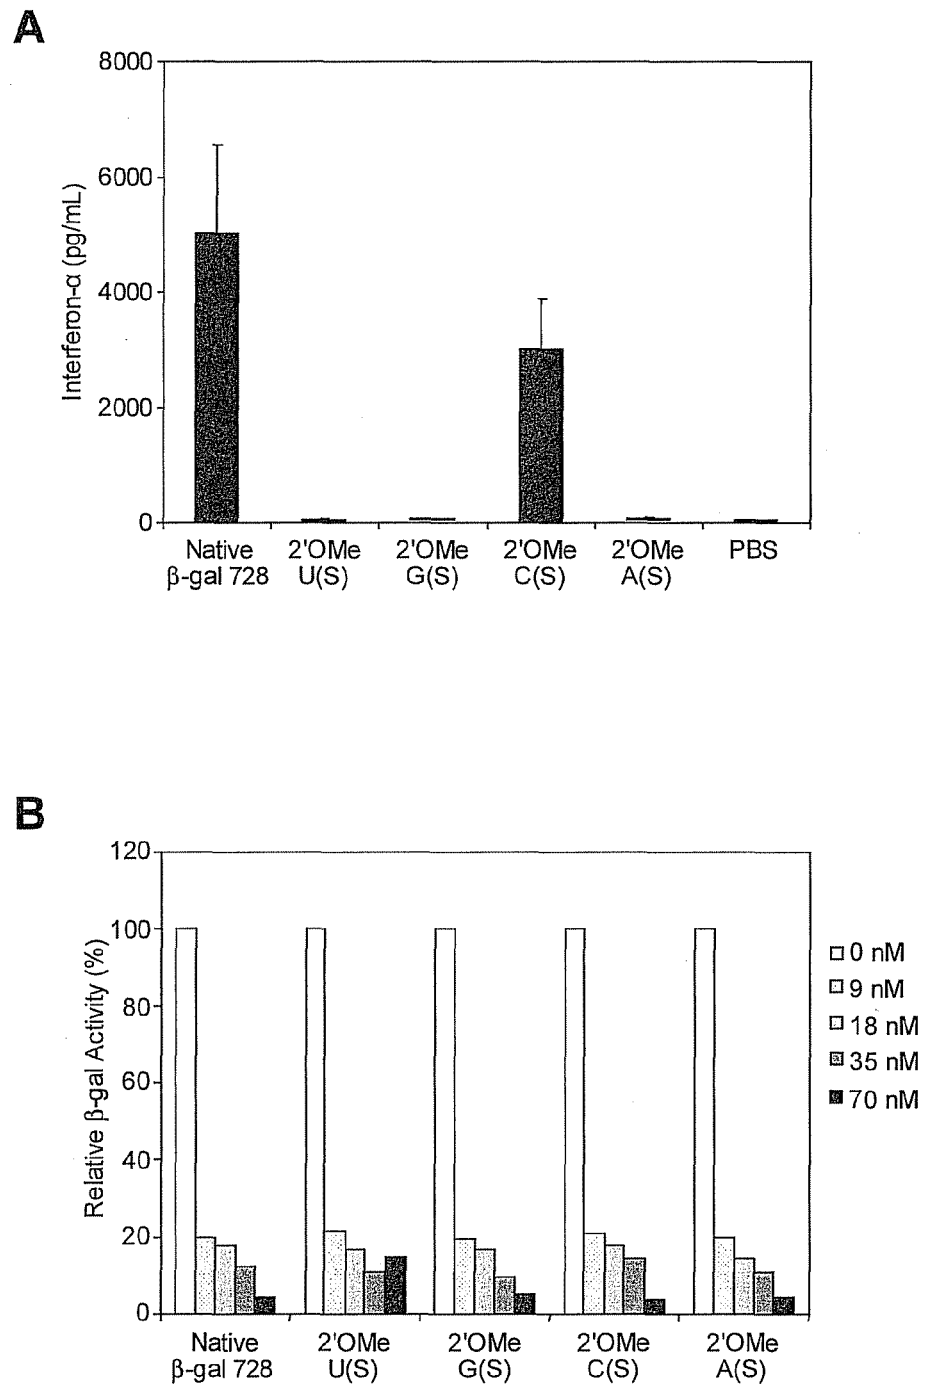 A
8000
6000
4000
2000
0
Interferon-α (pg/mL)
Native β-gal 728
2'OMe U(S)
2'OMe G(S)
2'OMe C(S)
2'OMe A(S)
PBS
B
120
100
80
60
40
20
0
Relative β-gal Activity (%)
0 nM
9 nM
18 nM
35 nM
70 nM
Native β-gal 728
2'OMe U(S)
2'OMe G(S)
2'OMe C(S)
2'OMe A(S)